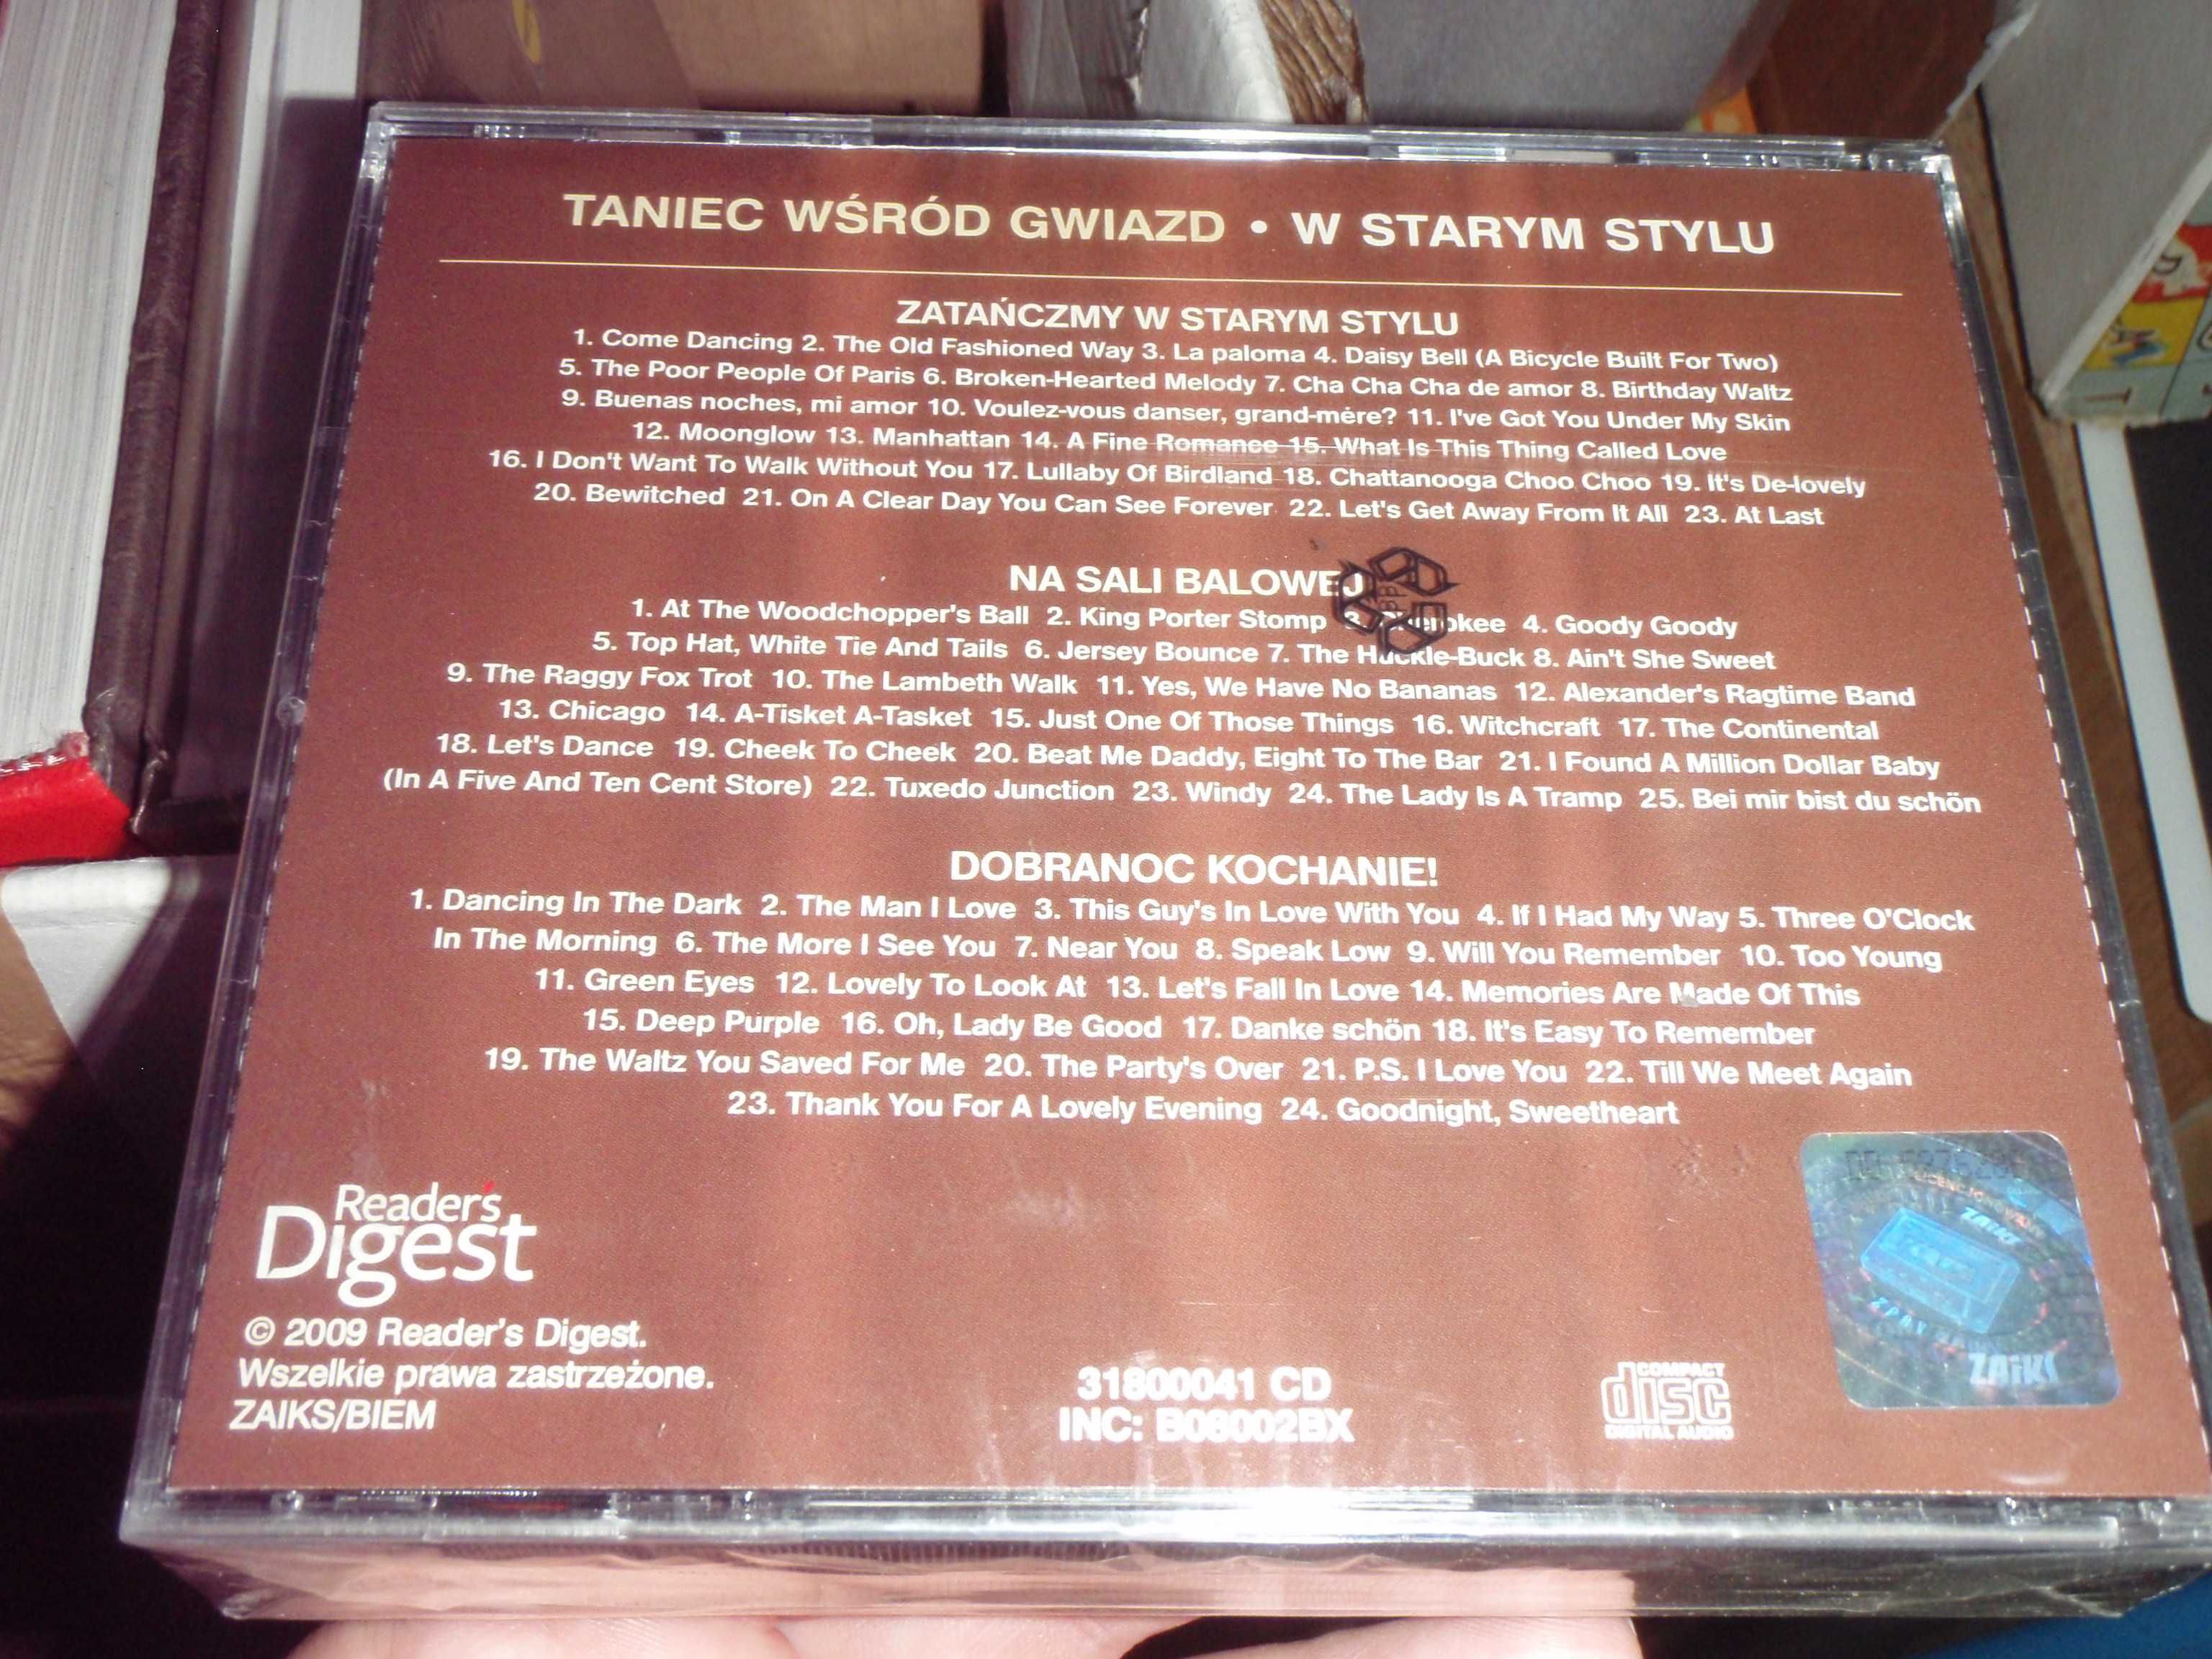 TANIEC WŚRÓD GWIAZD • W STARYM STYLU
ZATAŃCZMY W STARYM STYLU
1. Come Dancing 2. The Old Fashioned Way 3. La paloma 4. Daisy Bell (A Bicycle Built For Two)
5. The Poor People Of Paris 6. Broken-Hearted Melody 7. Cha Cha Cha de amor 8. Birthday Waltz
9. Buenas noches, mi amor 10. Voulez-vous danser, grand-mère? 11. I've Got You Under My Skin
12. Moonglow 13. Manhattan 14. A Fine Romance 15. What Is This Thing Called Love
16. I Don't Want To Walk Without You 17. Lullaby Of Birdland 18. Chattanooga Choo Choo 19. It's De-lovely
20. Bewitched 21. On A Clear Day You Can See Forever 22. Let's Get Away From It All 23. At Last
NA SALI BALOWEJ
1. At The Woodchopper's Ball 2. King Porter Stomp 3. Cherokee 4. Goody Goody
5. Top Hat, White Tie And Tails 6. Jersey Bounce 7. The Huckle-Buck 8. Ain't She Sweet
9. The Raggy Fox Trot 10. The Lambeth Walk 11. Yes, We Have No Bananas 12. Alexander's Ragtime Band
13. Chicago 14. A-Tisket A-Tasket 15. Just One Of Those Things 16. Witchcraft 17. The Continental
18. Let's Dance 19. Cheek To Cheek 20. Beat Me Daddy, Eight To The Bar 21. I Found A Million Dollar Baby
(In A Five And Ten Cent Store) 22. Tuxedo Junction 23. Windy 24. The Lady Is A Tramp 25. Bei mir bist du schön
DOBRANOC KOCHANIE!
1. Dancing In The Dark 2. The Man I Love 3. This Guy's In Love With You 4. If I Had My Way 5. Three O'Clock
In The Morning 6. The More I See You 7. Near You 8. Speak Low 9. Will You Remember 10. Too Young
11. Green Eyes 12. Lovely To Look At 13. Let's Fall In Love 14. Memories Are Made Of This
15. Deep Purple 16. Oh, Lady Be Good 17. Danke schön 18. It's Easy To Remember
19. The Waltz You Saved For Me 20. The Party's Over 21. P.S. I Love You 22. Till We Meet Again
23. Thank You For A Lovely Evening 24. Goodnight, Sweetheart
Reader's
Digest
© 2009 Reader's Digest.
Wszelkie prawa zastrzeżone.
ZAIKS/BIEM
31800041 CD
INC: B08002BX
COMPACT
disc
DIGITAL AUDIO
ZAiKS
ZAiKS